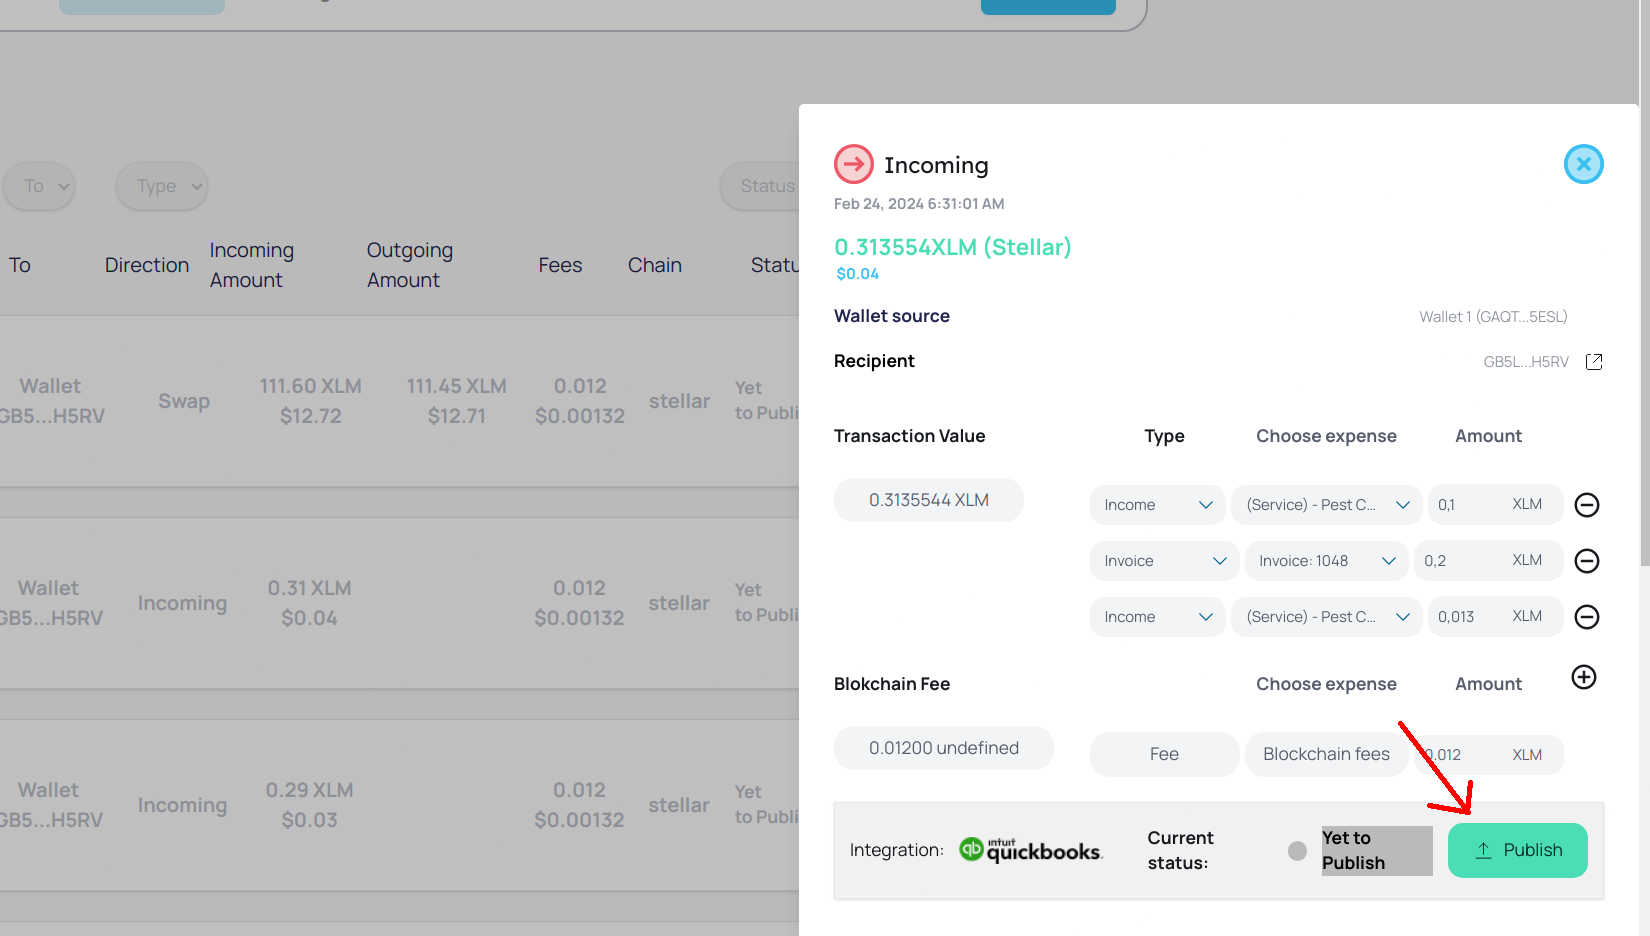 To
Type
Status
To
Direction
Incoming
Amount
Outgoing
Amount
Fees
Chain
Statu
Wallet
GB5...H5RV
Swap
111.60 XLM
$12.72
111.45 XLM
$12.71
0.012
$0.00132
stellar
Yet
to Publi
Wallet
GB5...H5RV
Incoming
0.31 XLM
$0.04
0.012
$0.00132
stellar
Yet
to Publi
Wallet
GB5...H5RV
Incoming
0.29 XLM
$0.03
0.012
$0.00132
stellar
Yet
to Publi
Incoming
Feb 24, 2024 6:31:01 AM
0.313554XLM (Stellar)
$0.04
Wallet source
Wallet 1 (GAQT...5ESL)
Recipient
GB5L...H5RV
Transaction Value
Type
Choose expense
Amount
0.3135544 XLM
Income
(Service) - Pest C...
0,1
XLM
Invoice
Invoice: 1048
0,2
XLM
Income
(Service) - Pest C...
0,013
XLM
Blokchain Fee
Choose expense
Amount
0.01200 undefined
Fee
Blockchain fees
0.012
XLM
Integration:
qb
intuit
quickbooks.
Current
status:
Yet to
Publish
Publish